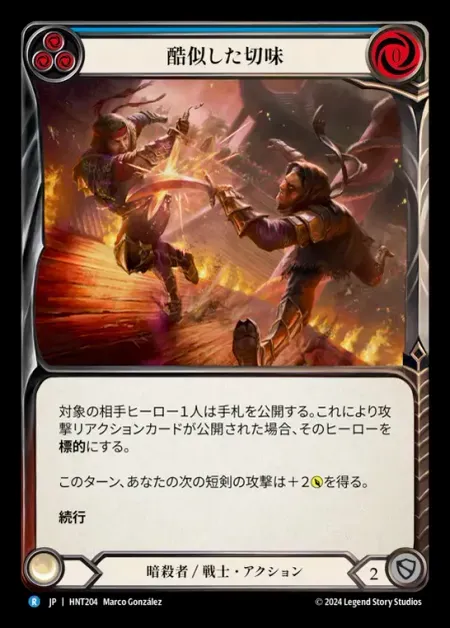 0
酷似した切味
対象の相手ヒーロー1人は手札を公開する。これにより攻
撃リアクションカードが公開された場合、そのヒーローを
標的にする。
このターン、あなたの次の短剣の攻撃は+2を得る。
続行
暗殺者 / 戦士・アクション
2
R JP | HNT204 Marco González
© 2024 Legend Story Studios